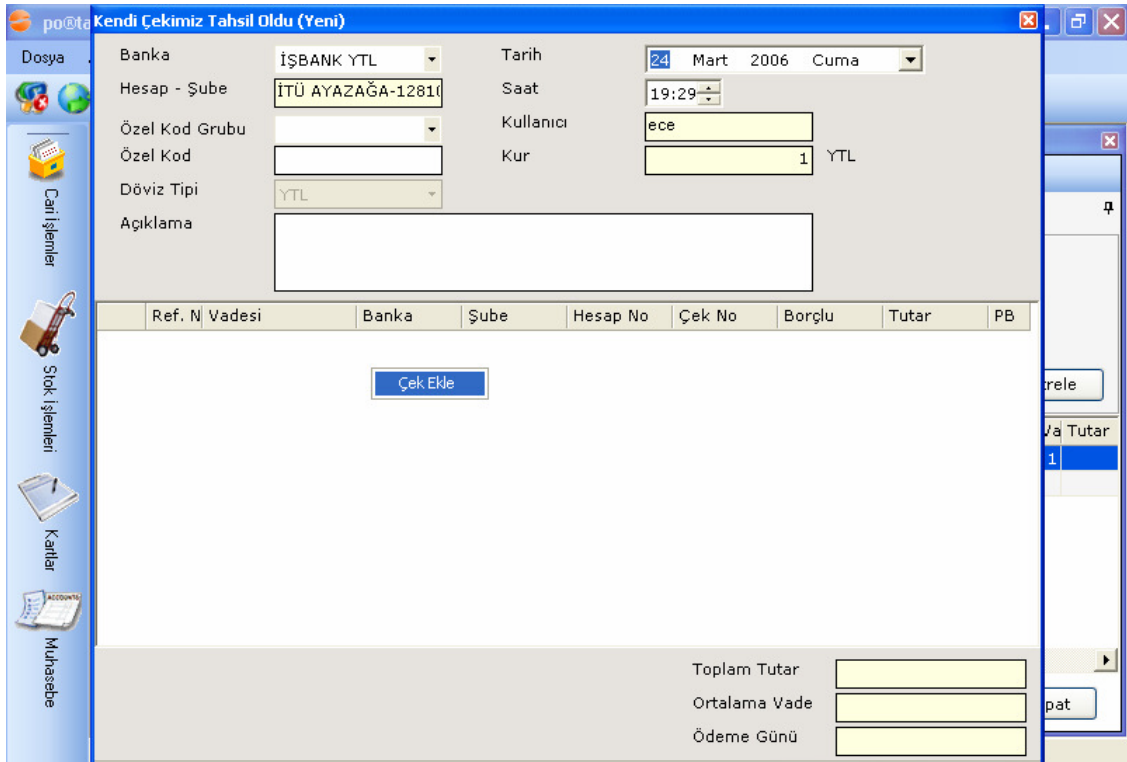 po®ta
Kendi Çekimiz Tahsil Oldu (Yeni)
Dosya
Banka
İŞBANK YTL
Tarih
24 Mart 2006 Cuma
Hesap - Şube
İTÜ AYAZAĞA-1281(
Saat
19:29
Özel Kod Grubu
Kullanıcı
ece
Özel Kod
Kur
1 YTL
Döviz Tipi
YTL
Açıklama
Ref. N Vadesi Banka Şube Hesap No Çek No Borçlu Tutar PB
Çek Ekle
Toplam Tutar
Ortalama Vade
Ödeme Günü
Cari İşlemler
Stok İşlemleri
Kartlar
ACCOUNTS
Muhasebe
trele
Va Tutar
1
pat